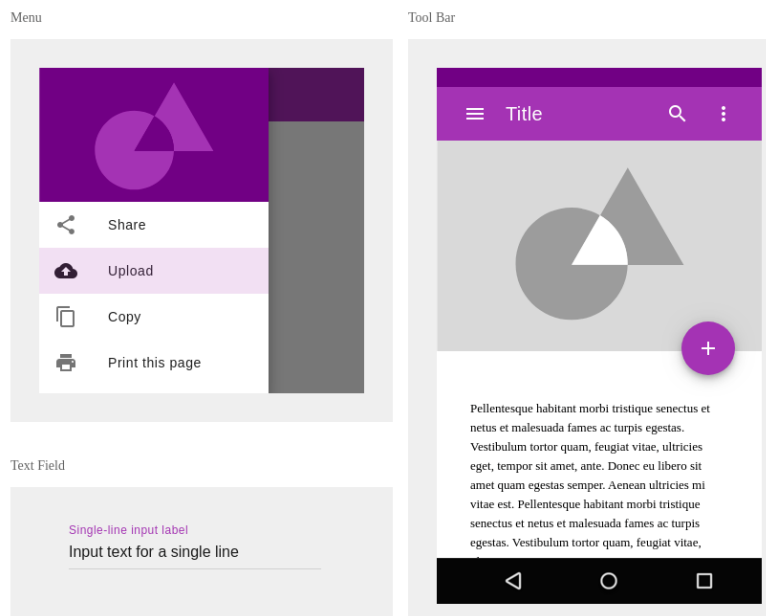 Menu
Share
Upload
Copy
Print this page
Text Field
Single-line input label
Input text for a single line
Tool Bar
Title
Pellentesque habitant morbi tristique senectus et
netus et malesuada fames ac turpis egestas.
Vestibulum tortor quam, feugiat vitae, ultricies
eget, tempor sit amet, ante. Donec eu libero sit
amet quam egestas semper. Aenean ultricies mi
vitae est. Pellentesque habitant morbi tristique
senectus et netus et malesuada fames ac turpis
egestas. Vestibulum tortor quam, feugiat vitae,